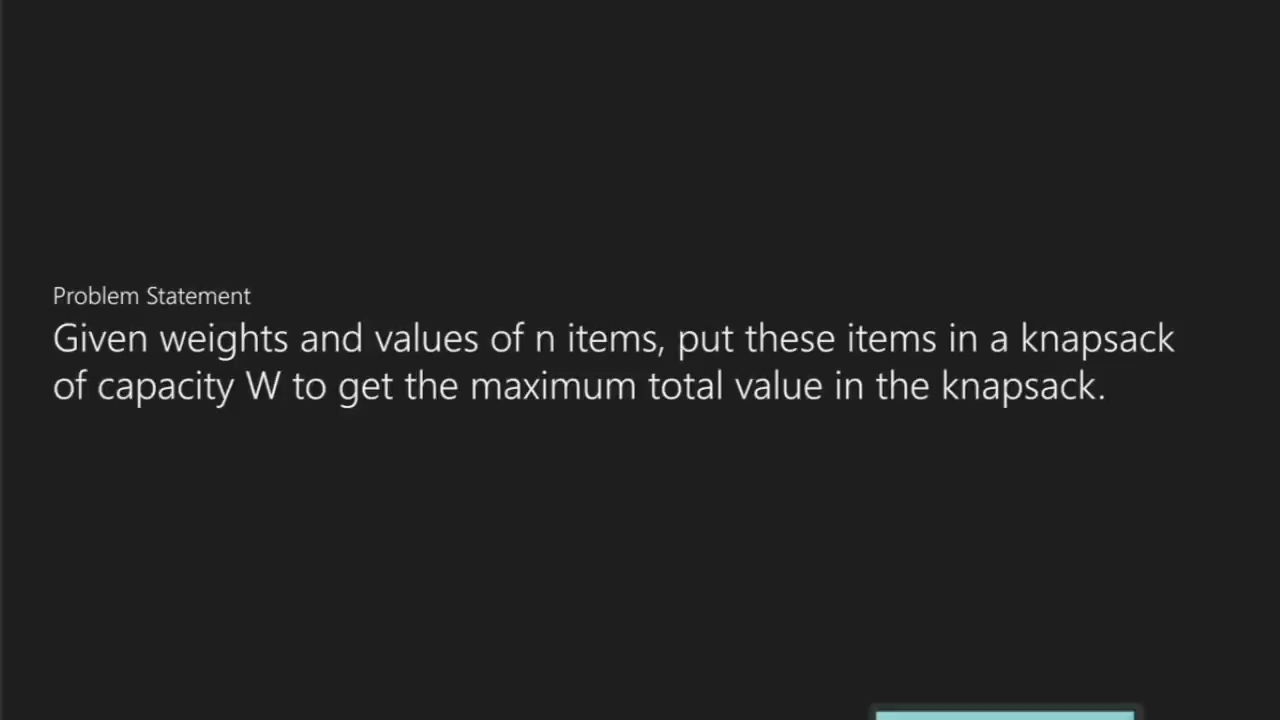 Problem Statement
Given weights and values of n items, put these items in a knapsack
of capacity W to get the maximum total value in the knapsack.